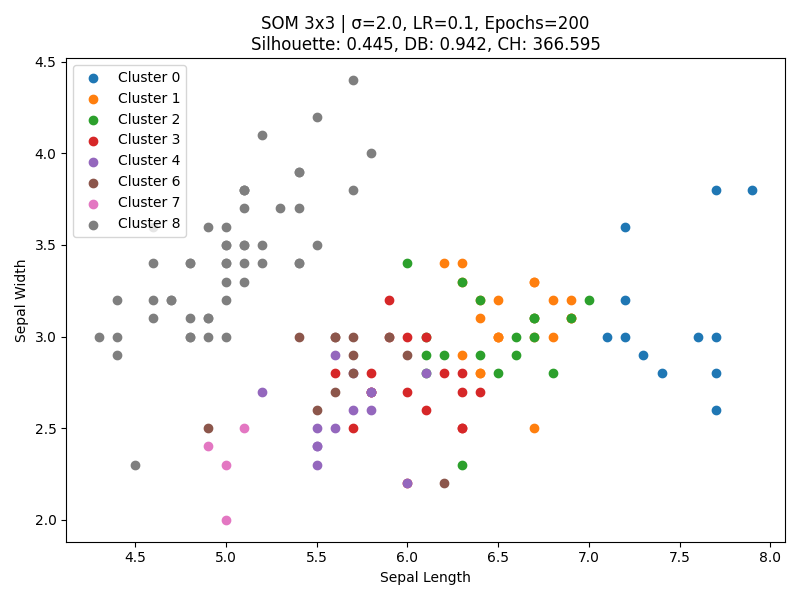 SOM 3x3 | σ=2.0, LR=0.1, Epochs=200
Silhouette: 0.445, DB: 0.942, CH: 366.595
Cluster 0
Cluster 1
Cluster 2
Cluster 3
Cluster 4
Cluster 6
Cluster 7
Cluster 8
Sepal Width
4.5
4.0
3.5
3.0
2.5
2.0
4.5 5.0 5.5 6.0 6.5 7.0 7.5 8.0
Sepal Length